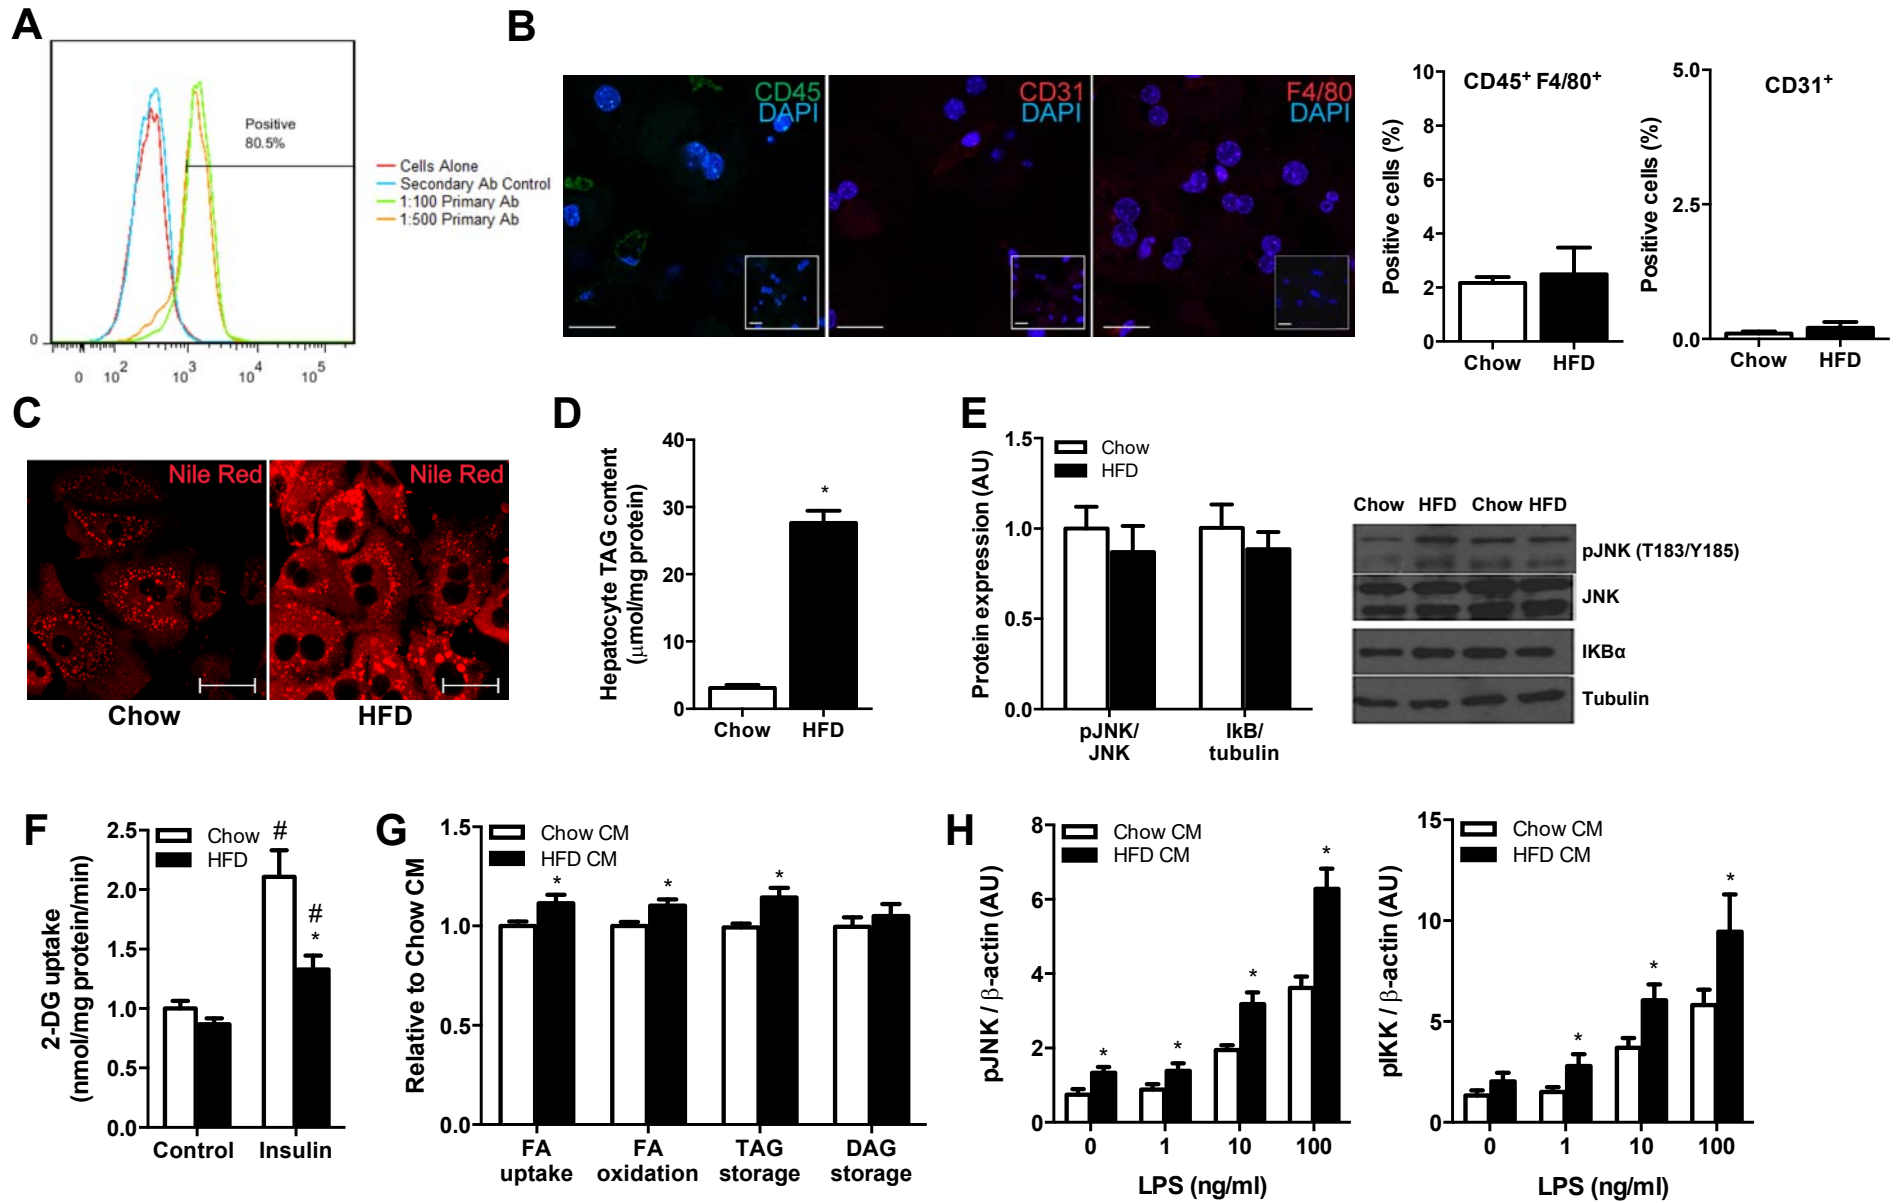 A
Positive
80.5%
Cells Alone
Secondary Ab Control
1:100 Primary Ab
1:500 Primary Ab
0
0 10² 10³ 10⁴ 10⁵
B
CD45
DAPI
CD31
DAPI
F4/80
DAPI
CD45⁺ F4/80⁺
Positive cells (%)
10
8
6
4
2
0
Chow HFD
CD31⁺
Positive cells (%)
5.0
2.5
0.0
Chow HFD
C
Nile Red
Nile Red
Chow HFD
D
Hepatocyte TAG content
(µmol/mg protein)
40
30
20
10
0
*
Chow HFD
E
Protein expression (AU)
1.5
1.0
0.5
0.0
Chow
HFD
pJNK/
JNK
IkB/
tubulin
Chow HFD Chow HFD
pJNK (T183/Y185)
JNK
IKBα
Tubulin
F
2-DG uptake
(nmol/mg protein/min)
2.5
2.0
1.5
1.0
0.5
0.0
Chow
HFD
#
#
*
Control Insulin
G
Relative to Chow CM
1.5
1.0
0.5
0.0
Chow CM
HFD CM
* * *
FA
uptake
FA
oxidation
TAG
storage
DAG
storage
H
pJNK / β-actin (AU)
8
6
4
2
0
Chow CM
HFD CM
* * * *
0 1 10 100
LPS (ng/ml)
pIKK / β-actin (AU)
15
10
5
0
Chow CM
HFD CM
* * *
0 1 10 100
LPS (ng/ml)